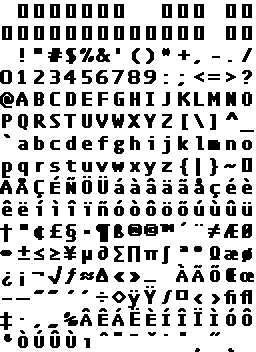 ! " # $ % & ' ( ) * + , - . /
0 1 2 3 4 5 6 7 8 9 : ; < = > ?
@ A B C D E F G H I J K L M N O
P Q R S T U V W X Y Z [ \ ] ^ _
` a b c d e f g h i j k l m n o
p q r s t u v w x y z { | } ~
Ä Å Ç É Ñ Ö Ü á à â ä ã å ç é è
ê ë í ì î ï ñ ó ò ô ö õ ú ù û ü
† ° ¢ £ § • ¶ ß ® © ™ ´ ¨ ≠ Æ Ø
∞ ± ≤ ≥ ¥ µ ∂ ∑ ∏ π ∫ ª º Ω æ ø
¿ ¡ ¬ √ ƒ ≈ ∆ « » … À Ã Õ Œ œ
– — “ ” ‘ ’ ÷ ◊ ÿ Ÿ ⁄ ¤ ‹ › ﬁ ﬂ
‡ · ‚ „ ‰ Â Ê Á Ë È Í Î Ï Ì Ó Ô
Ò Ú Û Ù ı